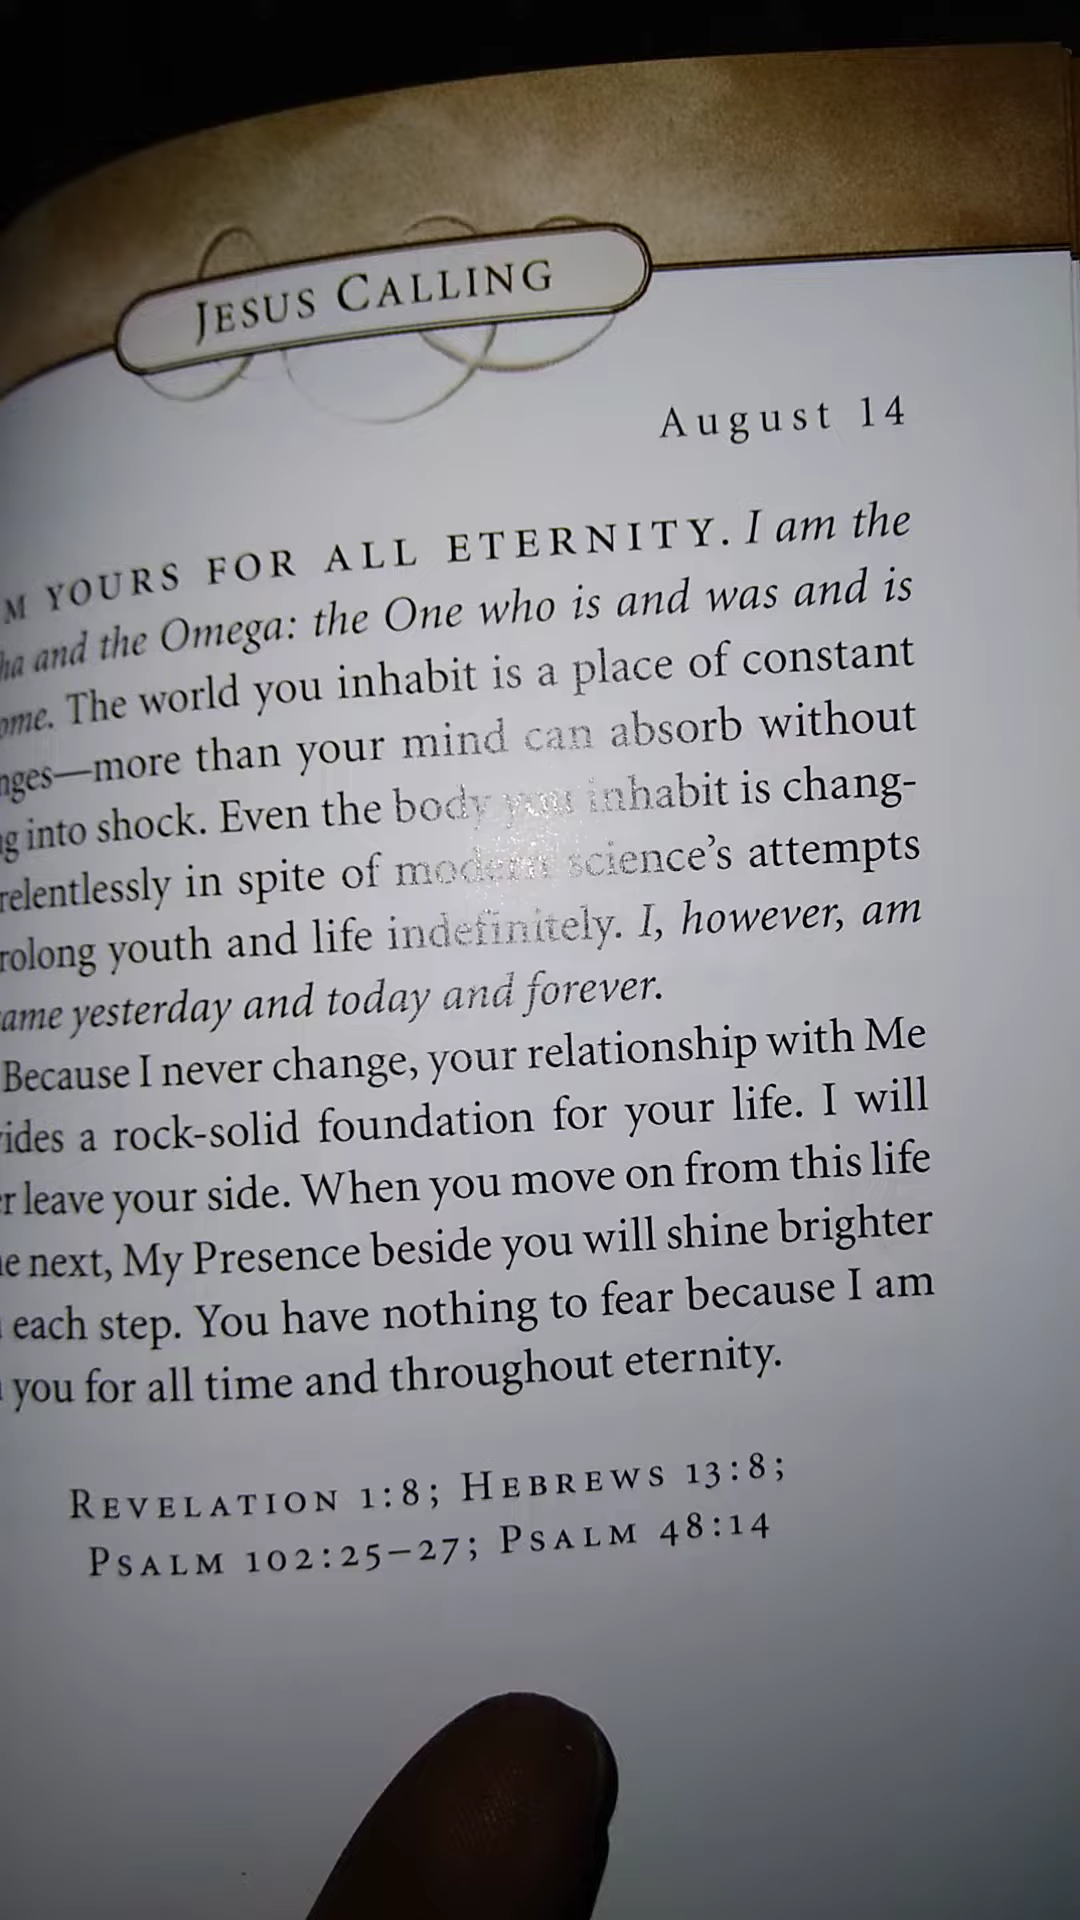 JESUS CALLING
August 14
M YOURS FOR ALL ETERNITY. I am the
ha and the Omega: the One who is and was and is
ome. The world you inhabit is a place of constant
nges—more than your mind can absorb without
g into shock. Even the body you inhabit is chang-
relentlessly in spite of modern science's attempts
rolong youth and life indefinitely. I, however, am
ame yesterday and today and forever.
Because I never change, your relationship with Me
ides a rock-solid foundation for your life. I will
r leave your side. When you move on from this life
e next, My Presence beside you will shine brighter
each step. You have nothing to fear because I am
you for all time and throughout eternity.
REVELATION 1:8; HEBREWS 13:8;
PSALM 102:25–27; PSALM 48:14